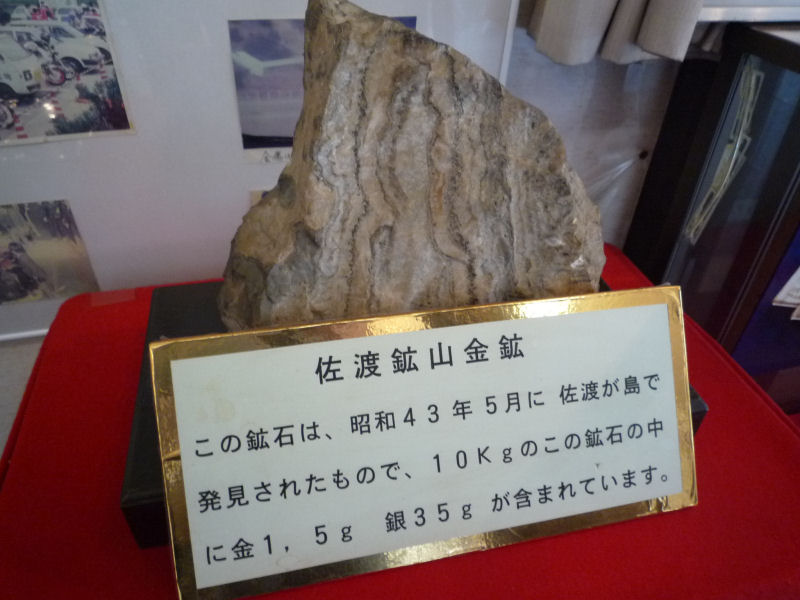 佐渡鉱山金鉱
この鉱石は、昭和４３年５月に 佐渡が島で
発見されたもので、１０Ｋｇのこの鉱石の中
に金１，５ｇ 銀３５ｇ が含まれています。